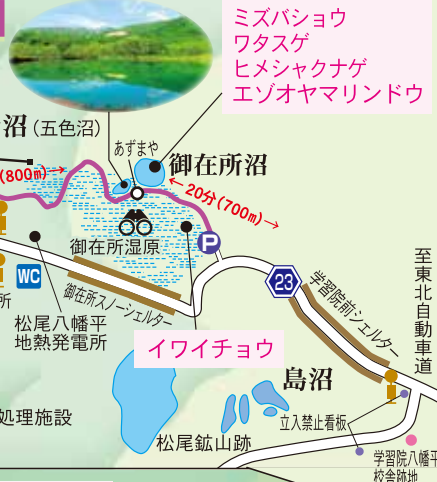 ミズバショウ
ワタスゲ
ヒメシャクナゲ
エゾオヤマリンドウ
沼(五色沼)
あずまや
御在所沼
(800m)→
←20分(700m)→
P
御在所湿原
WC
所
御在所スノーシェルター
23
学習院前シェルター
至東北自動車道
松尾八幡平
地熱発電所
イワイチョウ
島沼
処理施設
松尾鉱山跡
立入禁止看板
学習院八幡平
校舎跡地